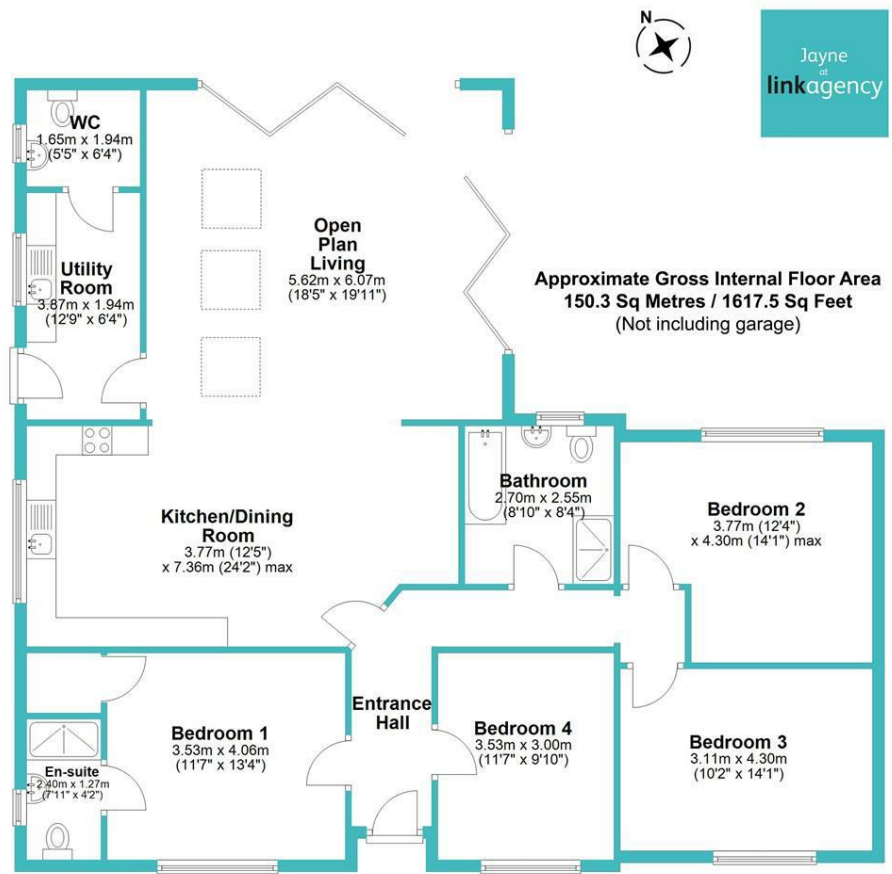 N
Jayne
at
linkagency
WC
1.65m x 1.94m
(5'5" x 6'4")
Utility
Room
3.87m x 1.94m
(12'9" x 6'4")
Open
Plan
Living
5.62m x 6.07m
(18'5" x 19'11")
Approximate Gross Internal Floor Area
150.3 Sq Metres / 1617.5 Sq Feet
(Not including garage)
Kitchen/Dining
Room
3.77m (12'5")
x 7.36m (24'2") max
Bathroom
2.70m x 2.55m
(8'10" x 8'4")
Bedroom 2
3.77m (12'4")
x 4.30m (14'1") max
Entrance
Hall
Bedroom 1
3.53m x 4.06m
(11'7" x 13'4")
En-suite
2.40m x 1.27m
(7'11" x 4'2")
Bedroom 4
3.53m x 3.00m
(11'7" x 9'10")
Bedroom 3
3.11m x 4.30m
(10'2" x 14'1")